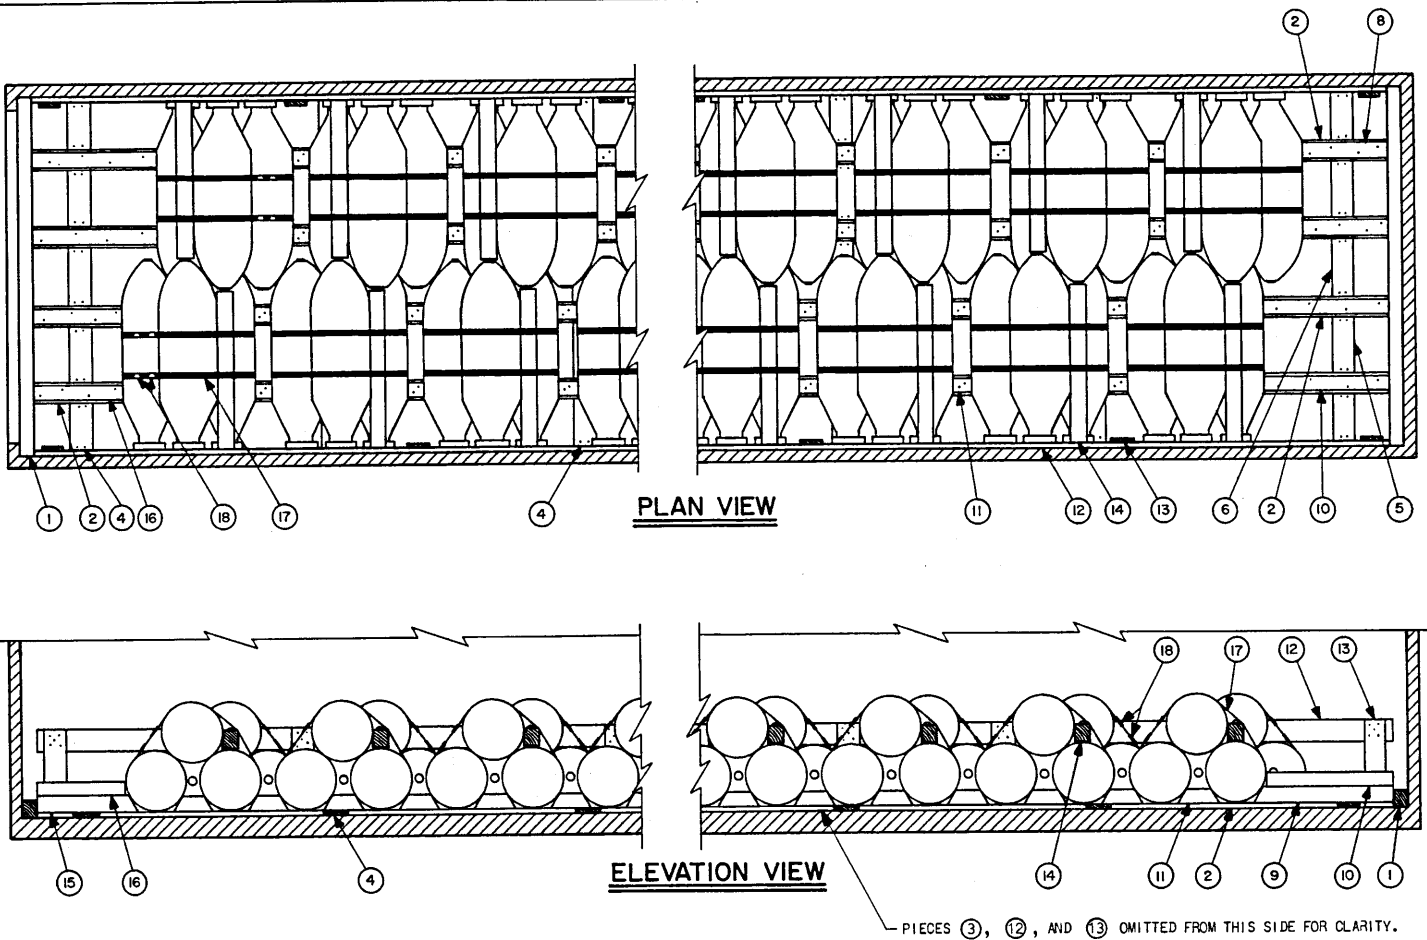 2 8
1 2 4 16 18 17 4 11 12 14 13 6 2 10 5
PLAN VIEW
18 17 12 13
15 16 4 14 11 2 9 10 1
ELEVATION VIEW
PIECES 3, 12, AND 13 OMITTED FROM THIS SIDE FOR CLARITY.